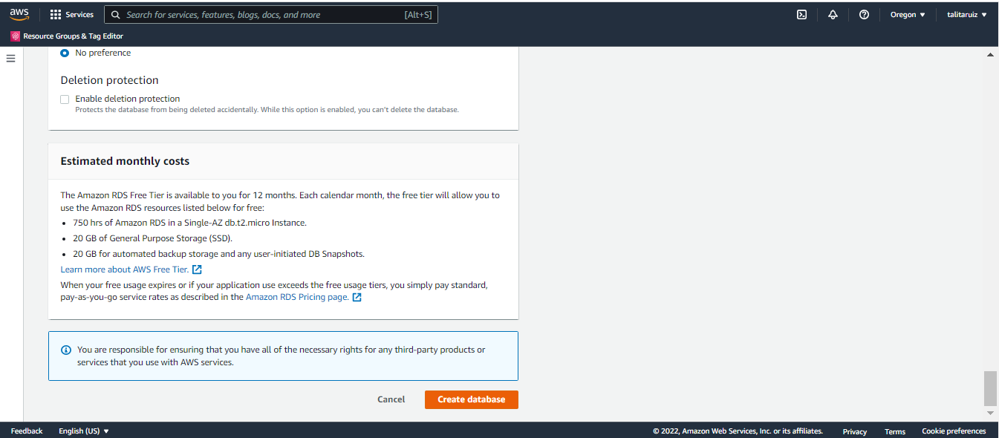 aws Services Search for services, features, blogs, docs, and more [Alt+S] Oregon talitaruiz
Resource Groups & Tag Editor
No preference
Deletion protection
Enable deletion protection
Protects the database from being deleted accidentally. While this option is enabled, you can't delete the database.
Estimated monthly costs
The Amazon RDS Free Tier is available to you for 12 months. Each calendar month, the free tier will allow you to
use the Amazon RDS resources listed below for free:
750 hrs of Amazon RDS in a Single-AZ db.t2.micro Instance.
20 GB of General Purpose Storage (SSD).
20 GB for automated backup storage and any user-initiated DB Snapshots.
Learn more about AWS Free Tier.
When your free usage expires or if your application use exceeds the free usage tiers, you simply pay standard,
pay-as-you-go service rates as described in the Amazon RDS Pricing page.
You are responsible for ensuring that you have all of the necessary rights for any third-party products or
services that you use with AWS services.
Cancel Create database
Feedback English (US) © 2022, Amazon Web Services, Inc. or its affiliates. Privacy Terms Cookie preferences